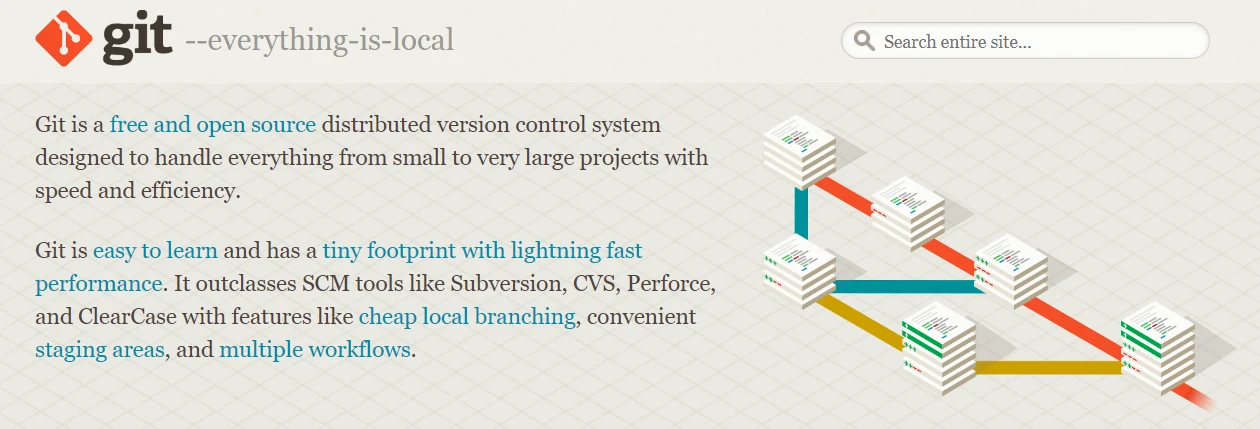 git --everything-is-local
Search entire site...
Git is a free and open source distributed version control system
designed to handle everything from small to very large projects with
speed and efficiency.
Git is easy to learn and has a tiny footprint with lightning fast
performance. It outclasses SCM tools like Subversion, CVS, Perforce,
and ClearCase with features like cheap local branching, convenient
staging areas, and multiple workflows.